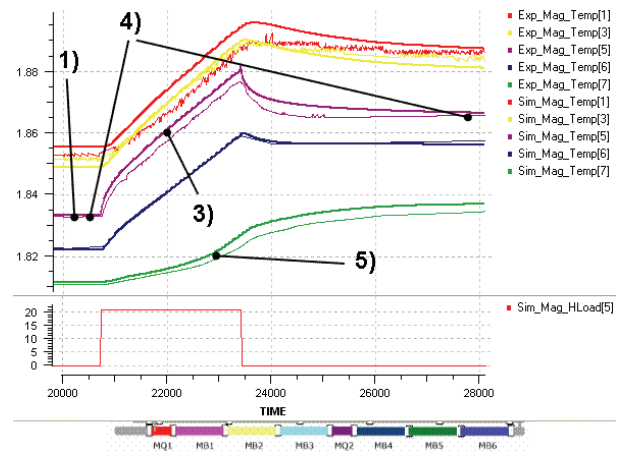 4)
1)
3)
5)
1.88
1.86
1.84
1.82
Exp_Mag_Temp[1]
Exp_Mag_Temp[3]
Exp_Mag_Temp[5]
Exp_Mag_Temp[6]
Exp_Mag_Temp[7]
Sim_Mag_Temp[1]
Sim_Mag_Temp[3]
Sim_Mag_Temp[5]
Sim_Mag_Temp[6]
Sim_Mag_Temp[7]
20
15
10
5
0
Sim_Mag_HLoad[5]
20000 22000 24000 26000 28000
TIME
MQ1 MB1 MB2 MB3 MQ2 MB4 MB5 MB6